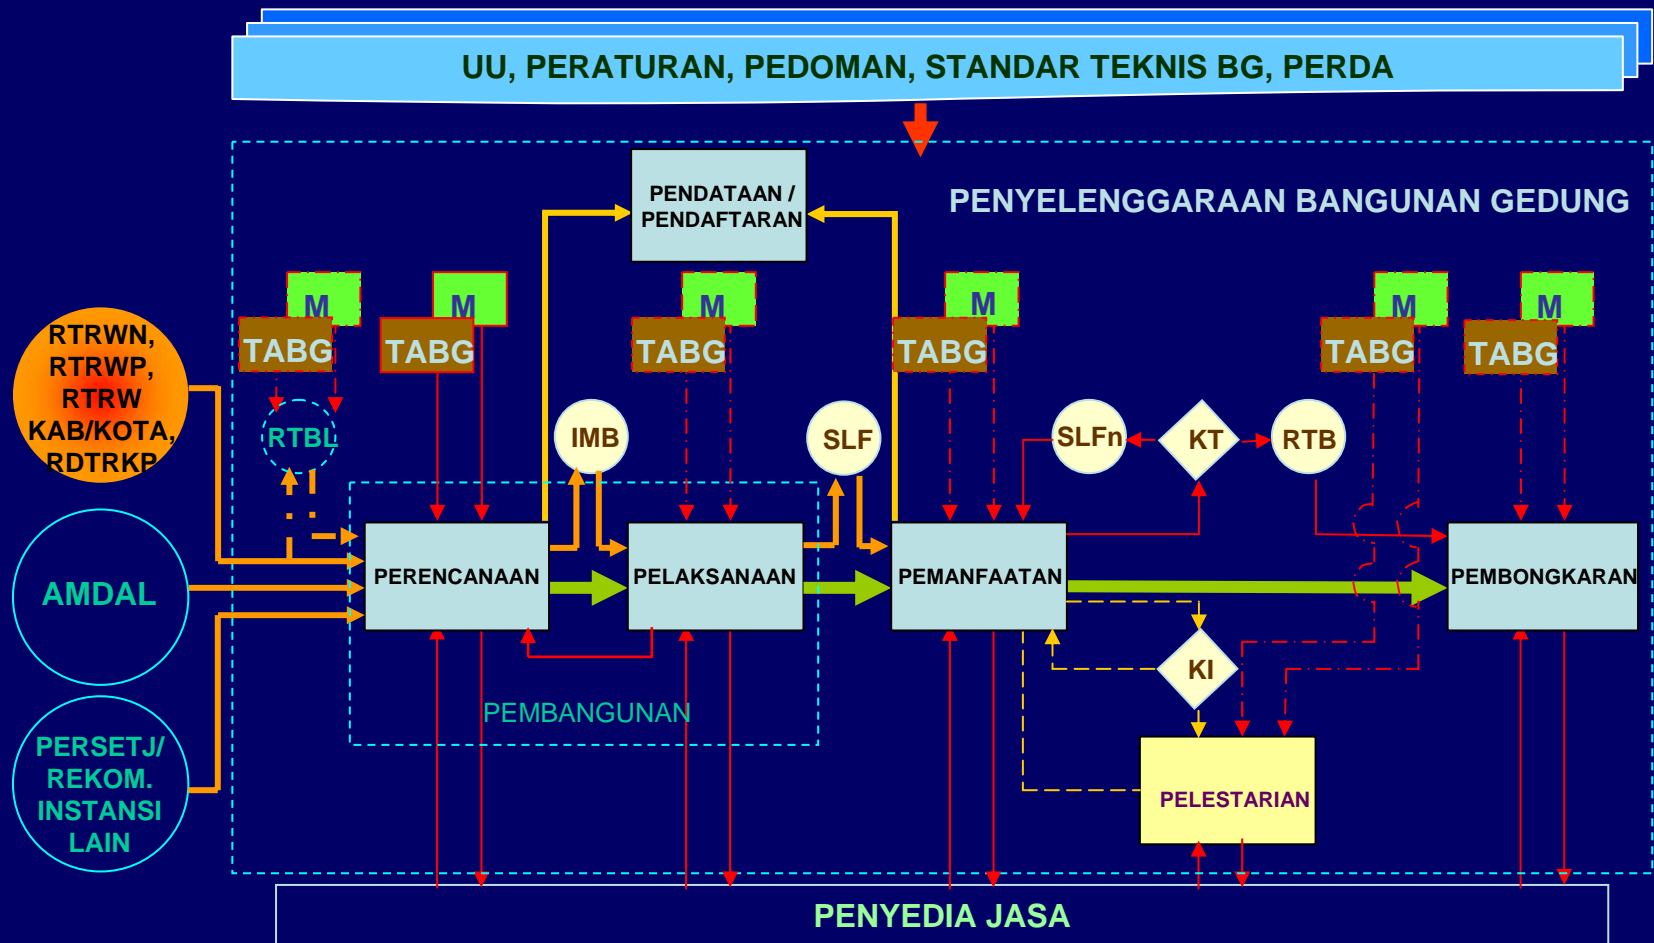 UU, PERATURAN, PEDOMAN, STANDAR TEKNIS BG, PERDA
PENDATAAN /
PENDAFTARAN
PENYELENGGARAAN BANGUNAN GEDUNG
M
M
M
M
M
M
TABG
TABG
TABG
TABG
TABG
TABG
RTRWN,
RTRWP,
RTRW
KAB/KOTA,
RDTRKP
RTBL
IMB
SLF
SLFn
KT
RTB
AMDAL
PERENCANAAN
PELAKSANAAN
PEMANFAATAN
PEMBONGKARAN
KI
PEMBANGUNAN
PERSETJ/
REKOM.
INSTANSI
LAIN
PELESTARIAN
PENYEDIA JASA